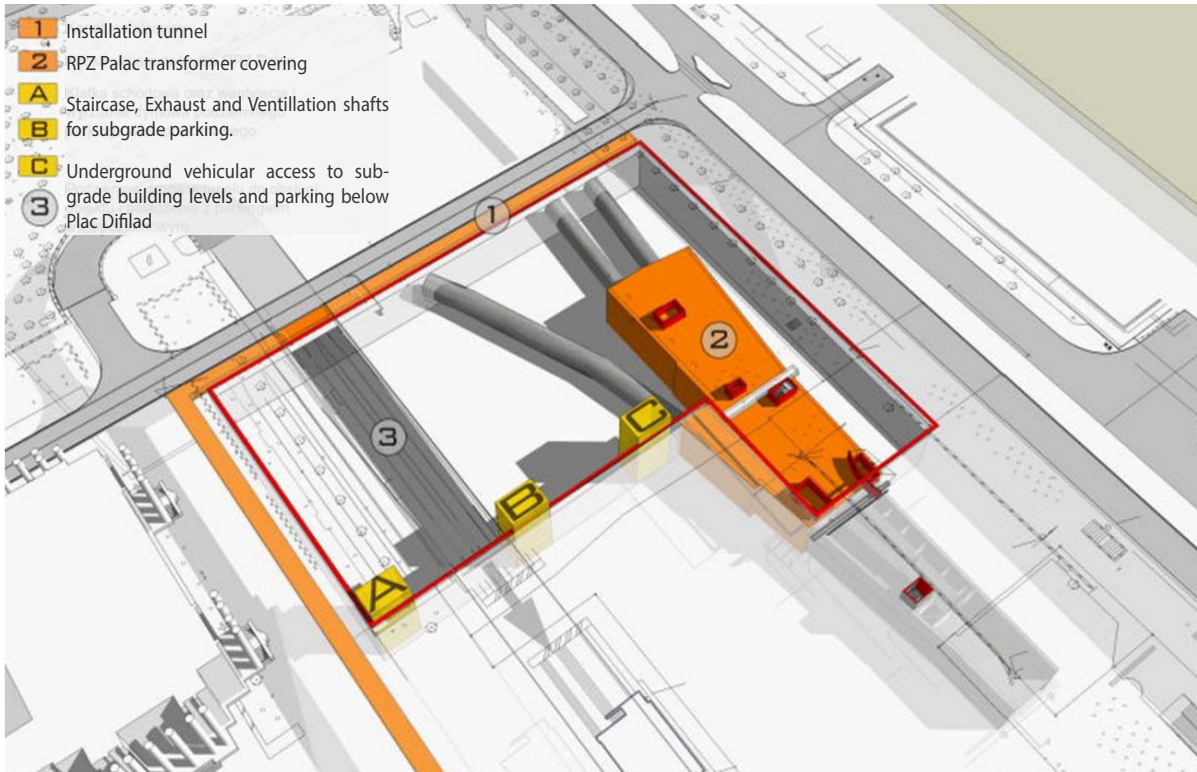 1 Installation tunnel
2 RPZ Palac transformer covering
A Staircase, Exhaust and Ventillation shafts
B for subgrade parking.
C Underground vehicular access to sub-
grade building levels and parking below
3 Plac Difilad
1
2
3
C
B
A